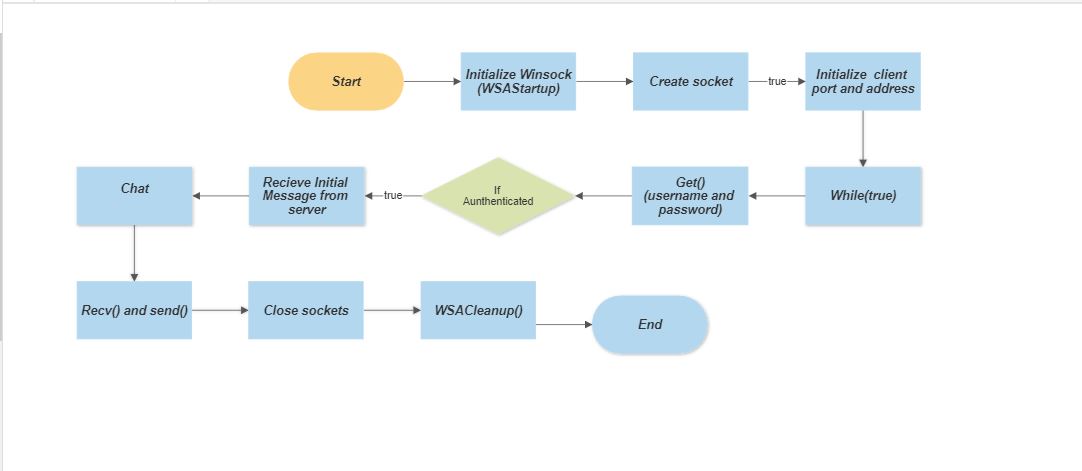 Start
Initialize Winsock
(WSAStartup)
Create socket
true
Initialize client
port and address
Chat
Recieve Initial
Message from
server
true
If
Aunthenticated
Get()
(username and
password)
While(true)
Recv() and send()
Close sockets
WSACleanup()
End